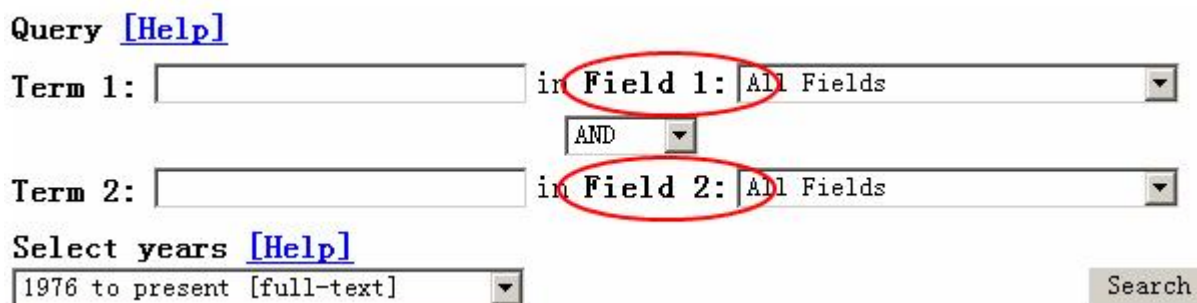 Query [Help]
Term 1: in Field 1: All Fields
AND
Term 2: in Field 2: All Fields
Select years [Help]
1976 to present [full-text] Search